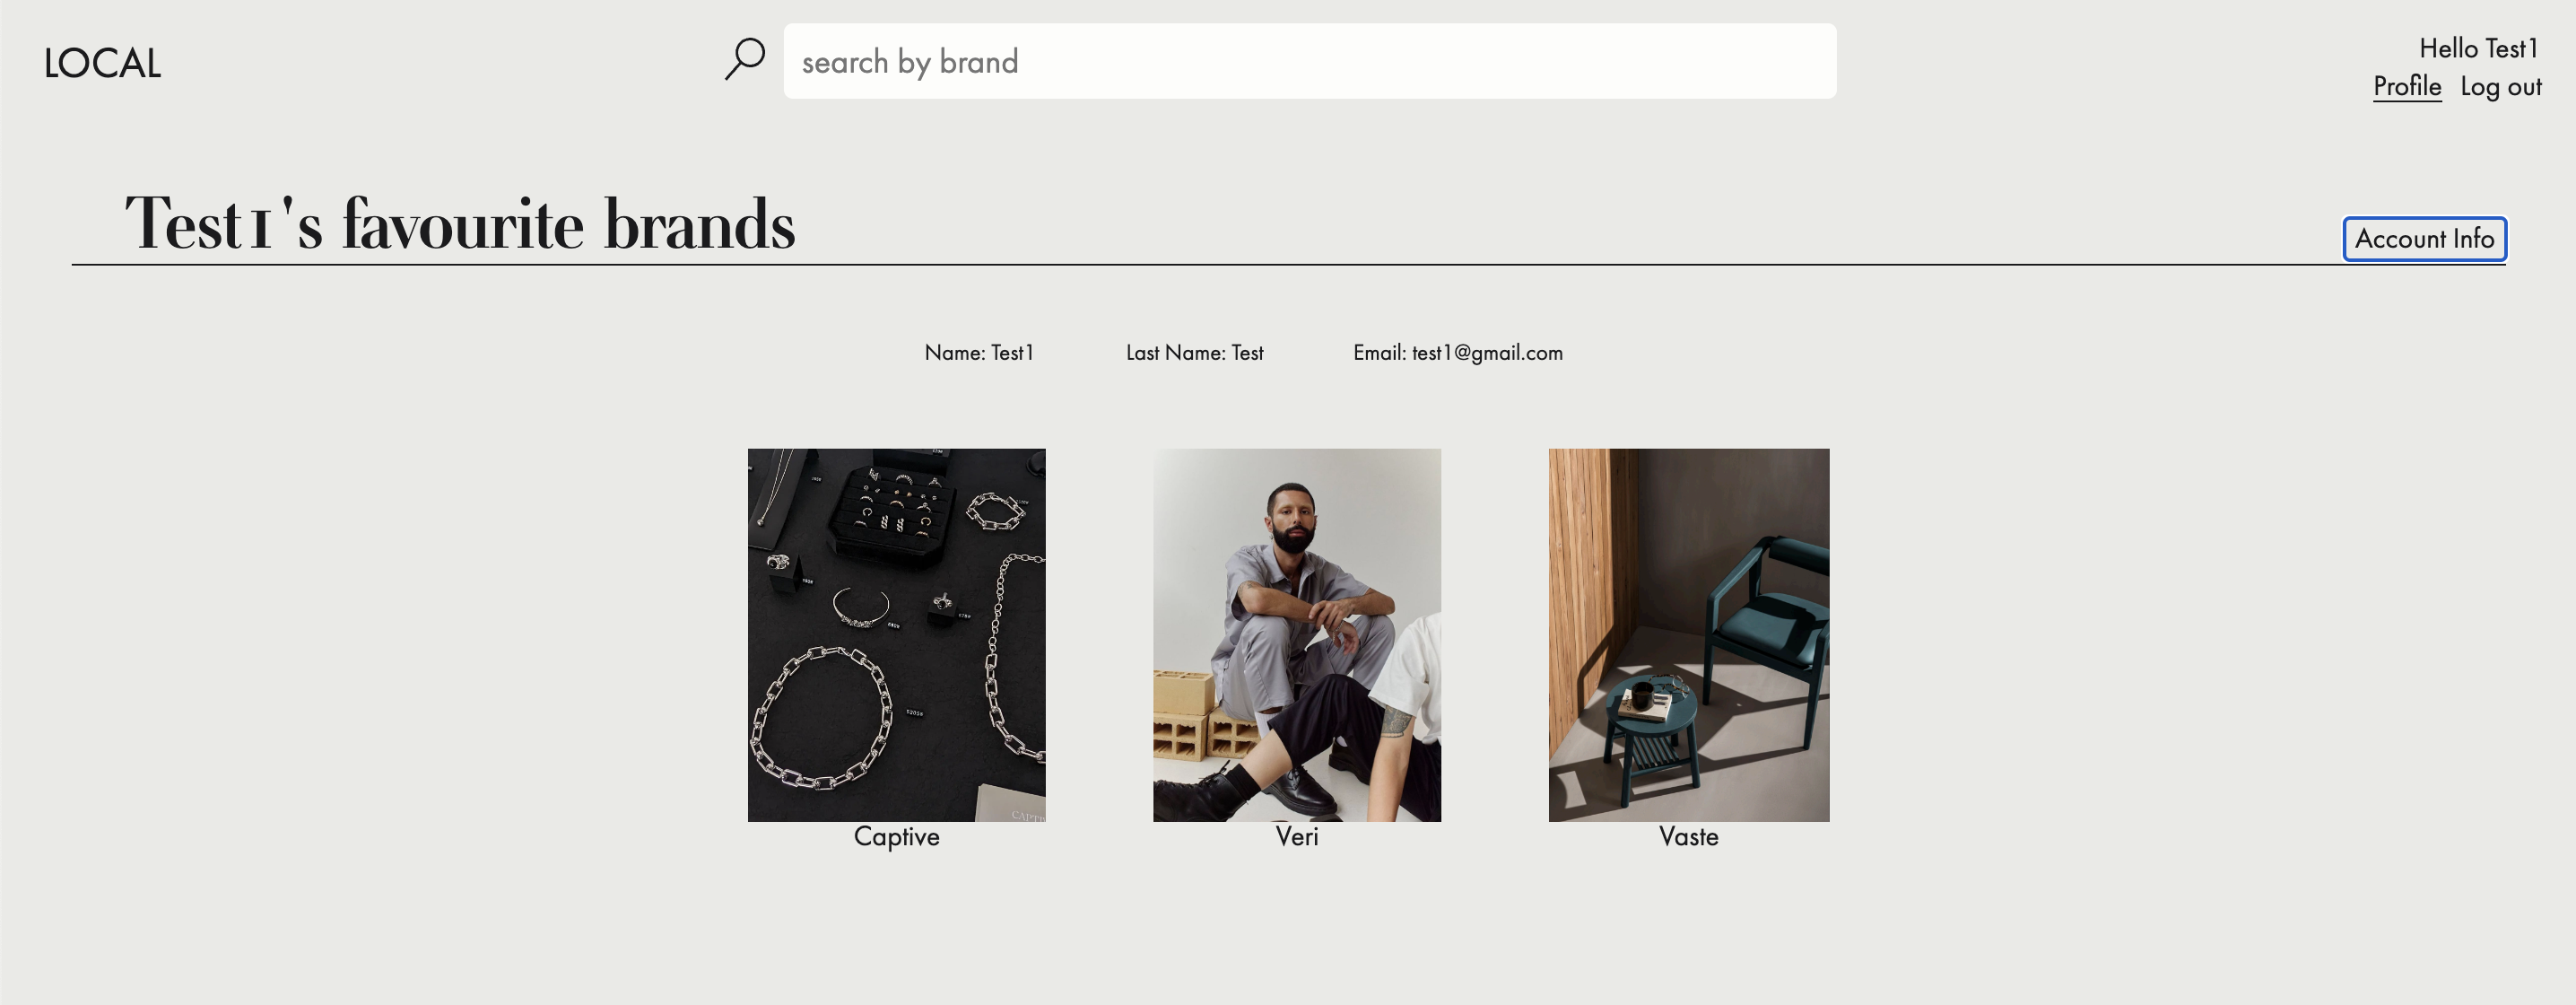 LOCAL
search by brand
Hello Test1
Profile Log out
Test1's favourite brands
Account Info
Name: Test1 Last Name: Test Email: test1@gmail.com
Captive Veri Vaste